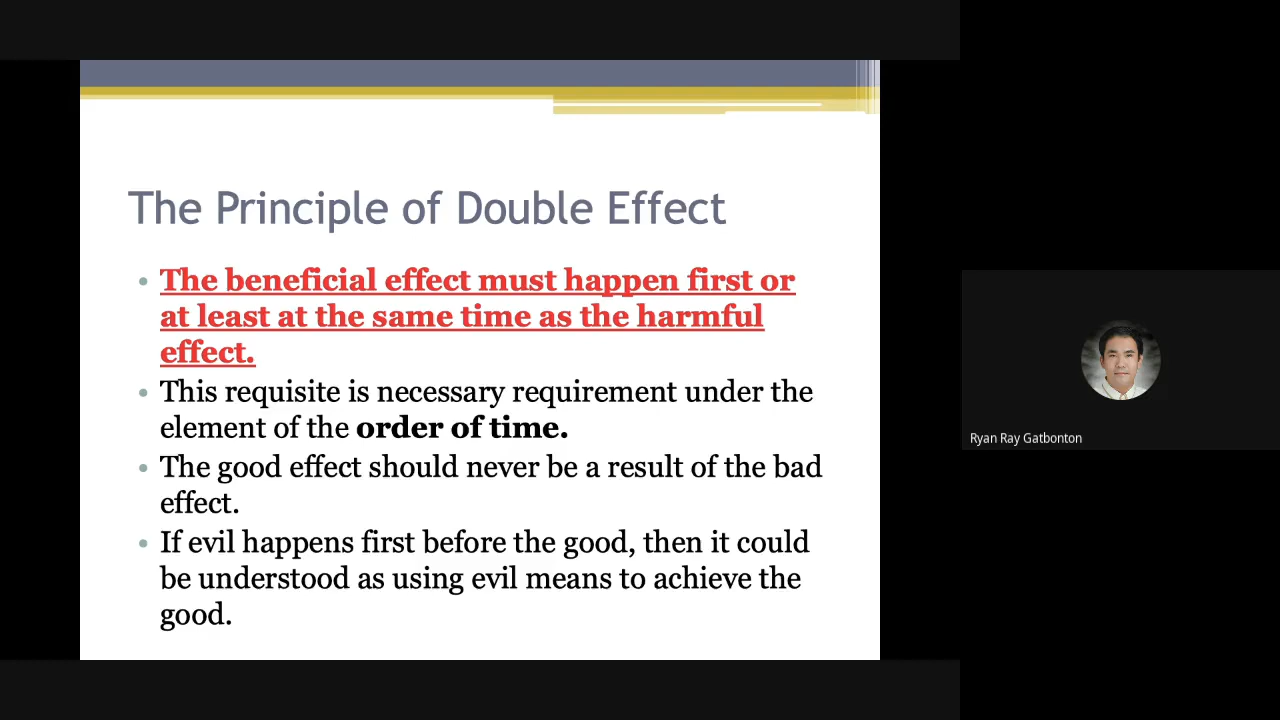 The Principle of Double Effect
• The beneficial effect must happen first or
at least at the same time as the harmful
effect.
• This requisite is necessary requirement under the
element of the order of time.
• The good effect should never be a result of the bad
effect.
• If evil happens first before the good, then it could
be understood as using evil means to achieve the
good.
Ryan Ray Gatbonton